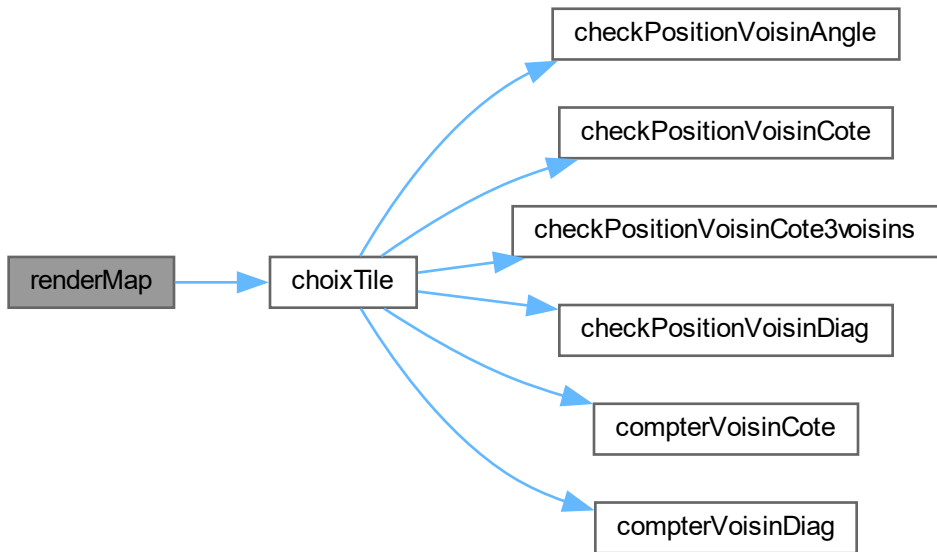 renderMap
choixTile
checkPositionVoisinAngle
checkPositionVoisinCote
checkPositionVoisinCote3voisins
checkPositionVoisinDiag
compterVoisinCote
compterVoisinDiag